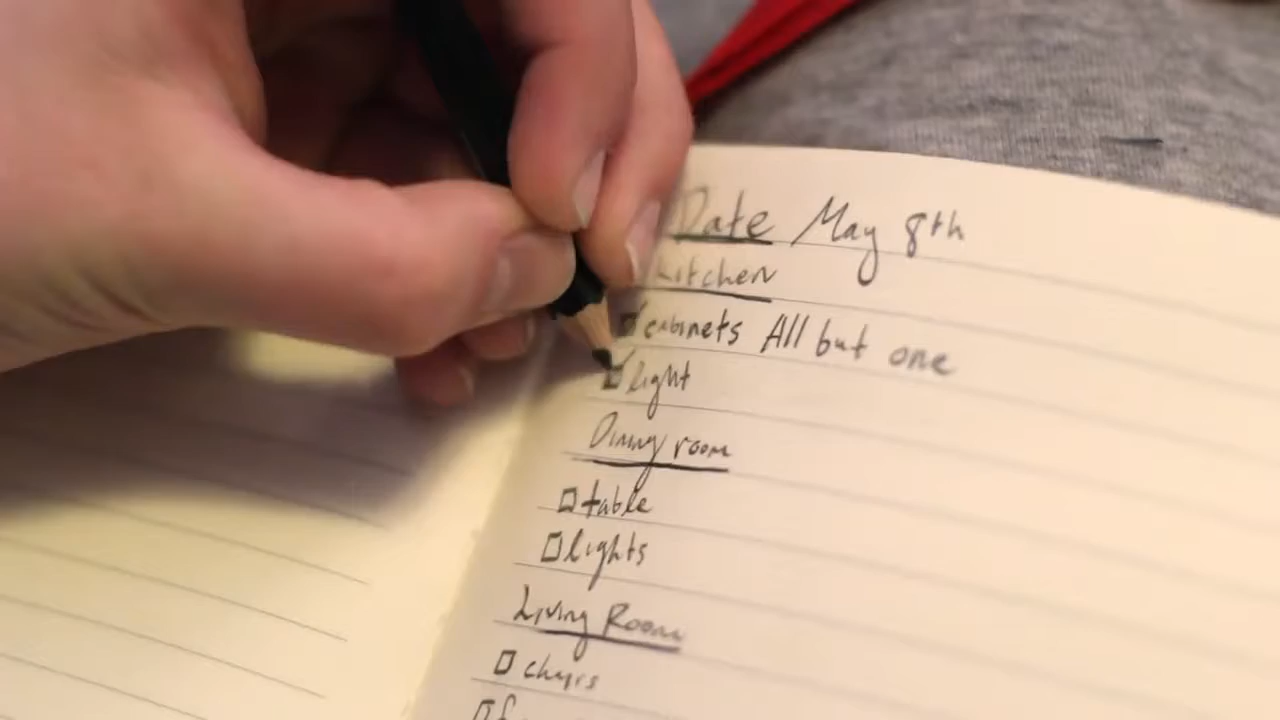 Date May 8th
kitchen
cabinets All but one
light
Dining room
table
lights
Living Room
chairs